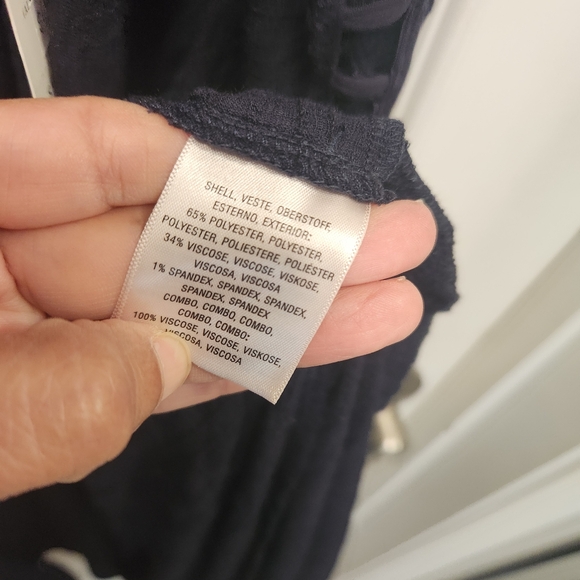 SHELL, VESTE, OBERSTOFF,
ESTERNO, EXTERIOR:
65% POLYESTER, POLYESTER,
POLYESTER, POLIESTERE, POLIÉSTER
34% VISCOSE, VISCOSE, VISKOSE,
VISCOSA, VISCOSA
1% SPANDEX, SPANDEX, SPANDEX,
SPANDEX, SPANDEX
COMBO, COMBO, COMBO,
COMBO, COMBO:
100% VISCOSE, VISCOSE, VISKOSE,
VISCOSA, VISCOSA